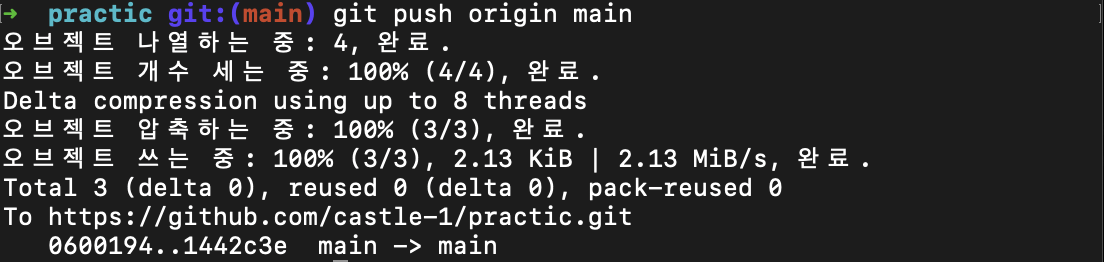 ➜  practic git:(main) git push origin main
오브젝트 나열하는 중: 4, 완료.
오브젝트 개수 세는 중: 100% (4/4), 완료.
Delta compression using up to 8 threads
오브젝트 압축하는 중: 100% (3/3), 완료.
오브젝트 쓰는 중: 100% (3/3), 2.13 KiB | 2.13 MiB/s, 완료.
Total 3 (delta 0), reused 0 (delta 0), pack-reused 0
To https://github.com/castle-1/practic.git
   0600194..1442c3e  main -> main